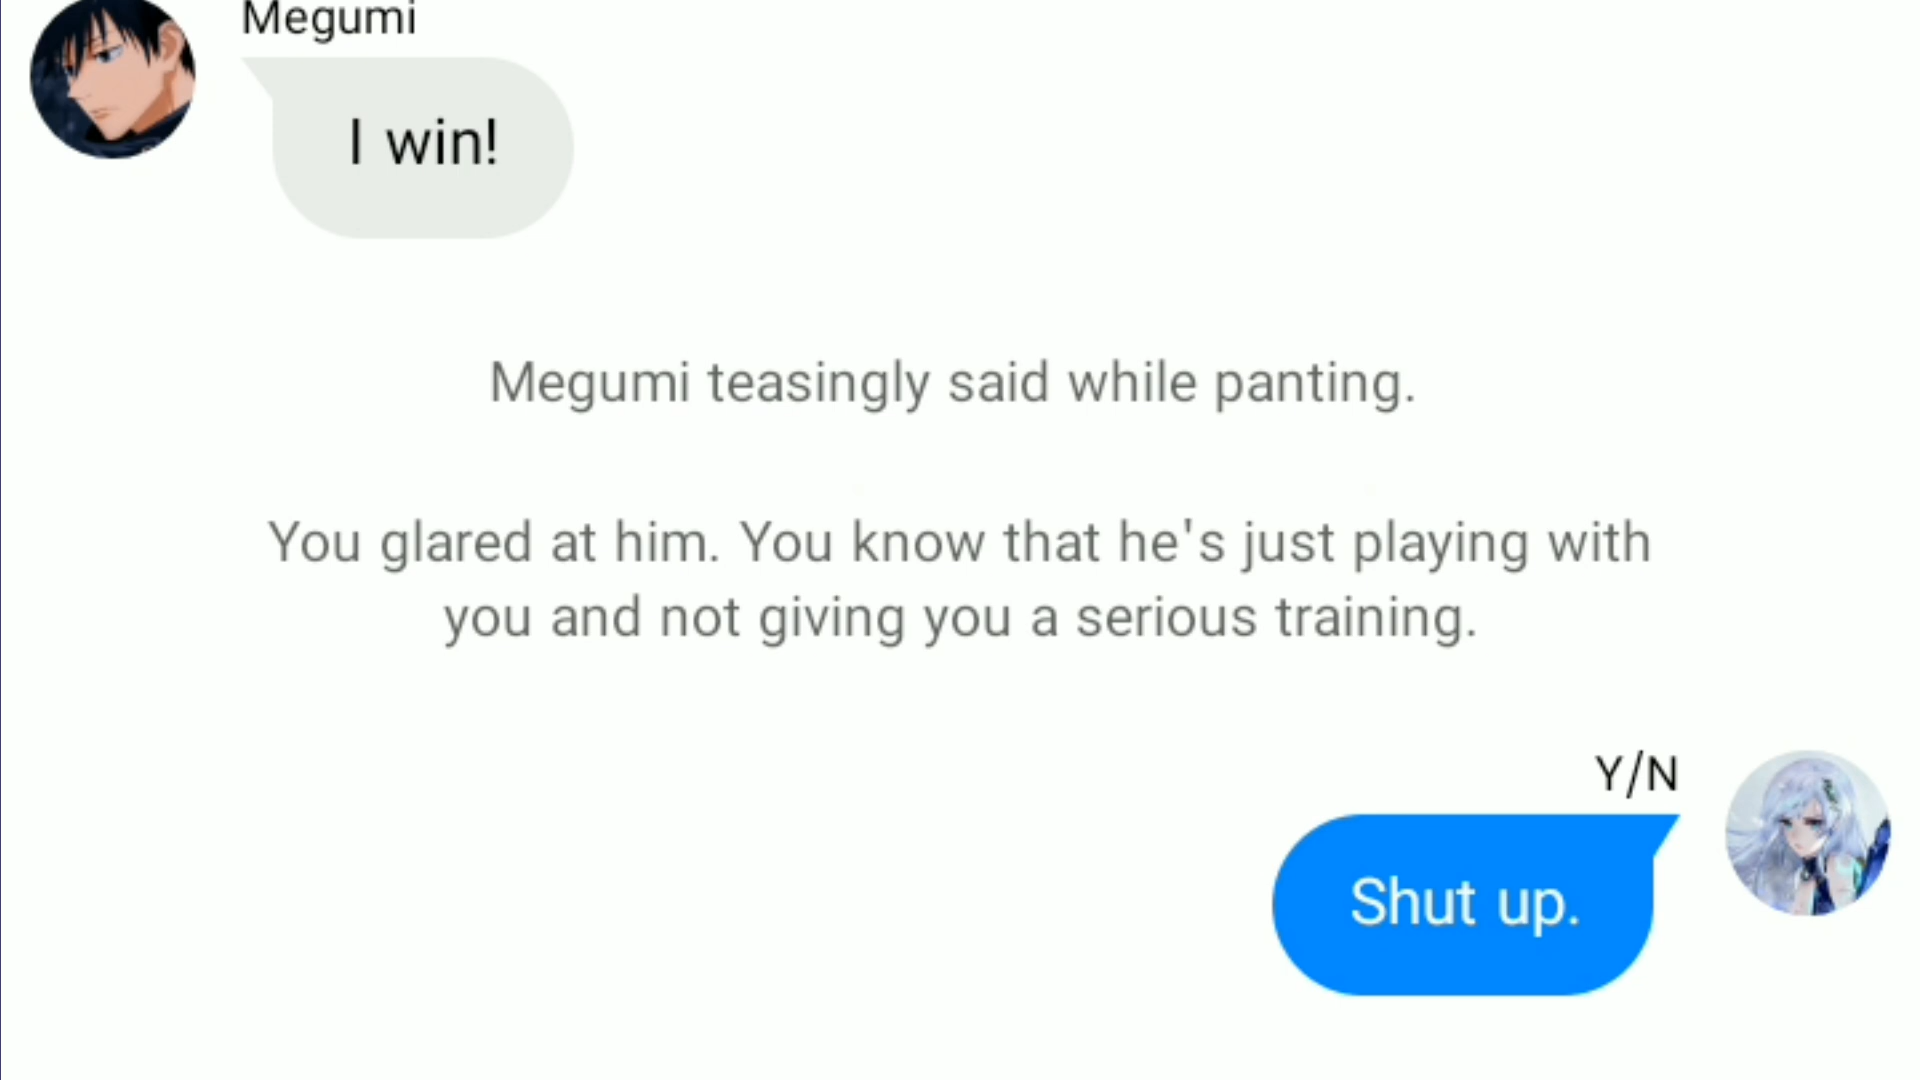 Megumi
I win!
Megumi teasingly said while panting.
You glared at him. You know that he's just playing with
you and not giving you a serious training.
Y/N
Shut up.